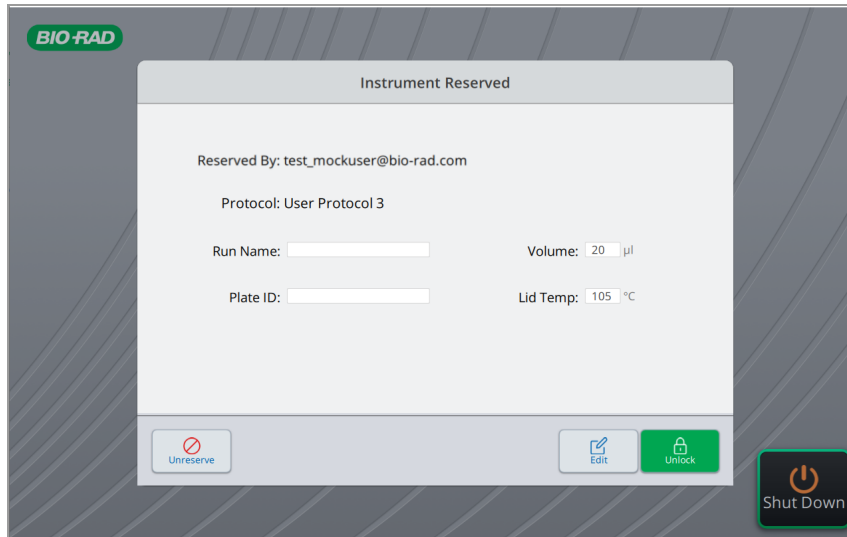 BIO-RAD
Instrument Reserved
Reserved By: test_mockuser@bio-rad.com
Protocol: User Protocol 3
Run Name:
Volume: 20 µl
Plate ID:
Lid Temp: 105 °C
Unreserve
Edit
Unlock
Shut Down